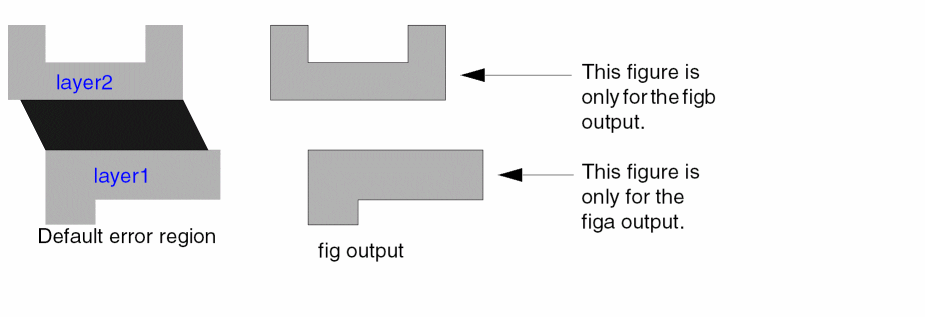 layer2
layer1
Default error region
fig output
This figure is
only for the figb
output.
This figure is
only for the
figa output.